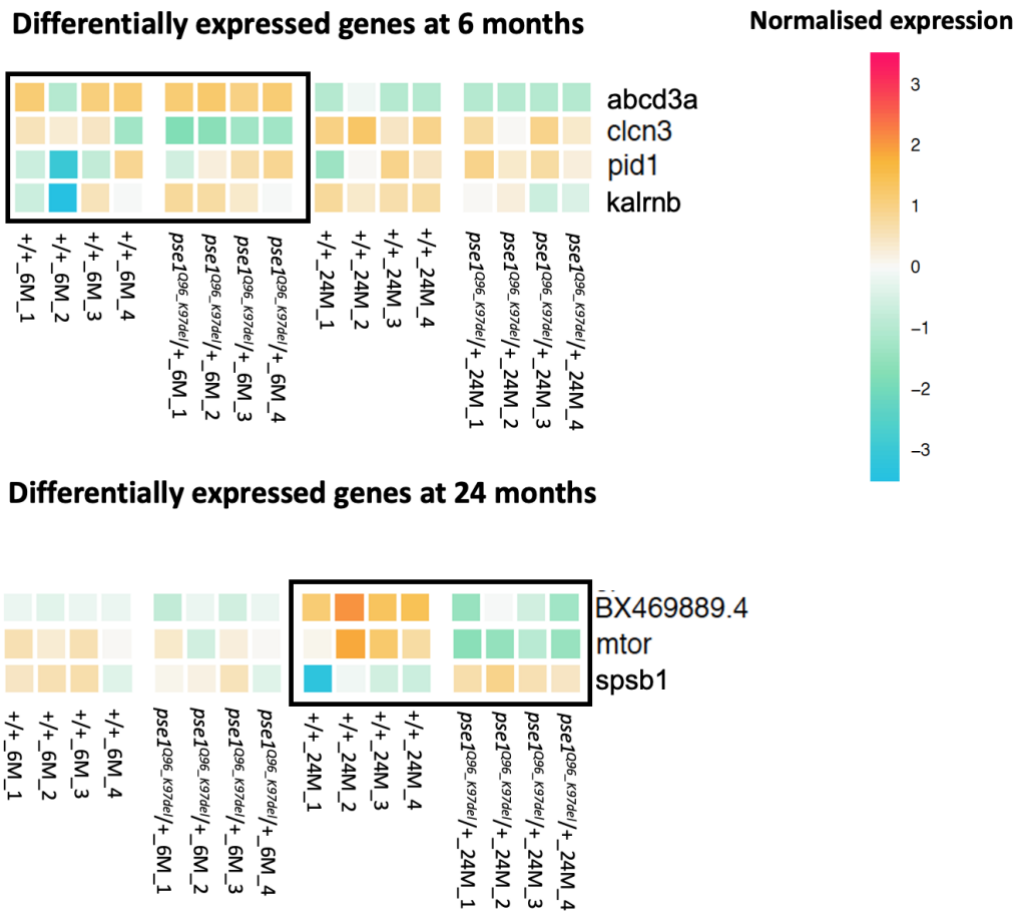 Differentially expressed genes at 6 months
Normalised expression
abcd3a
clcn3
pid1
kalrnb
3
2
1
0
−1
−2
−3
+/+_6M_1
+/+_6M_2
+/+_6M_3
+/+_6M_4
pse1Q96_K97del/+_6M_1
pse1Q96_K97del/+_6M_2
pse1Q96_K97del/+_6M_3
pse1Q96_K97del/+_6M_4
+/+_24M_1
+/+_24M_2
+/+_24M_3
+/+_24M_4
pse1Q96_K97del/+_24M_1
pse1Q96_K97del/+_24M_2
pse1Q96_K97del/+_24M_3
pse1Q96_K97del/+_24M_4
Differentially expressed genes at 24 months
BX469889.4
mtor
spsb1
+/+_6M_1
+/+_6M_2
+/+_6M_3
+/+_6M_4
pse1Q96_K97del/+_6M_1
pse1Q96_K97del/+_6M_2
pse1Q96_K97del/+_6M_3
pse1Q96_K97del/+_6M_4
+/+_24M_1
+/+_24M_2
+/+_24M_3
+/+_24M_4
pse1Q96_K97del/+_24M_1
pse1Q96_K97del/+_24M_2
pse1Q96_K97del/+_24M_3
pse1Q96_K97del/+_24M_4